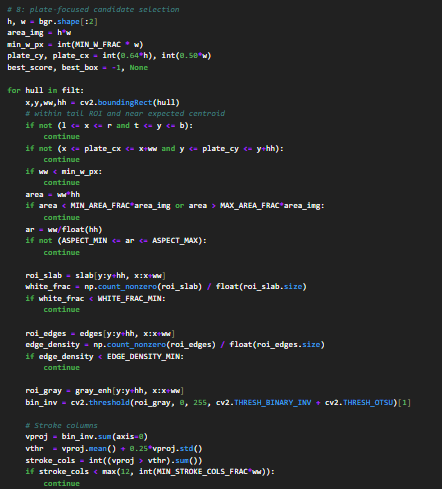 # 8: plate-focused candidate selection
h, w = bgr.shape[:2]
area_img = h*w
min_w_px = int(MIN_W_FRAC * w)
plate_cy, plate_cx = int(0.64*h), int(0.50*w)
best_score, best_box = -1, None
for hull in filt:
x,y,ww,hh = cv2.boundingRect(hull)
# within tail ROI and near expected centroid
if not (l <= x <= r and t <= y <= b):
continue
if not (x <= plate_cx <= x+ww and y <= plate_cy <= y+hh):
continue
if ww < min_w_px:
continue
area = ww*hh
if area < MIN_AREA_FRAC*area_img or area > MAX_AREA_FRAC*area_img:
continue
ar = ww/float(hh)
if not (ASPECT_MIN <= ar <= ASPECT_MAX):
continue
roi_slab = slab[y:y+hh, x:x+ww]
white_frac = np.count_nonzero(roi_slab) / float(roi_slab.size)
if white_frac < WHITE_FRAC_MIN:
continue
roi_edges = edges[y:y+hh, x:x+ww]
edge_density = np.count_nonzero(roi_edges) / float(roi_edges.size)
if edge_density < EDGE_DENSITY_MIN:
continue
roi_gray = gray_enh[y:y+hh, x:x+ww]
bin_inv = cv2.threshold(roi_gray, 0, 255, cv2.THRESH_BINARY_INV + cv2.THRESH_OTSU)[1]
# Stroke columns
vproj = bin_inv.sum(axis=0)
vthr = vproj.mean() + 0.25*vproj.std()
stroke_cols = int((vproj > vthr).sum())
if stroke_cols < max(12, int(MIN_STROKE_COLS_FRAC*ww)):
continue